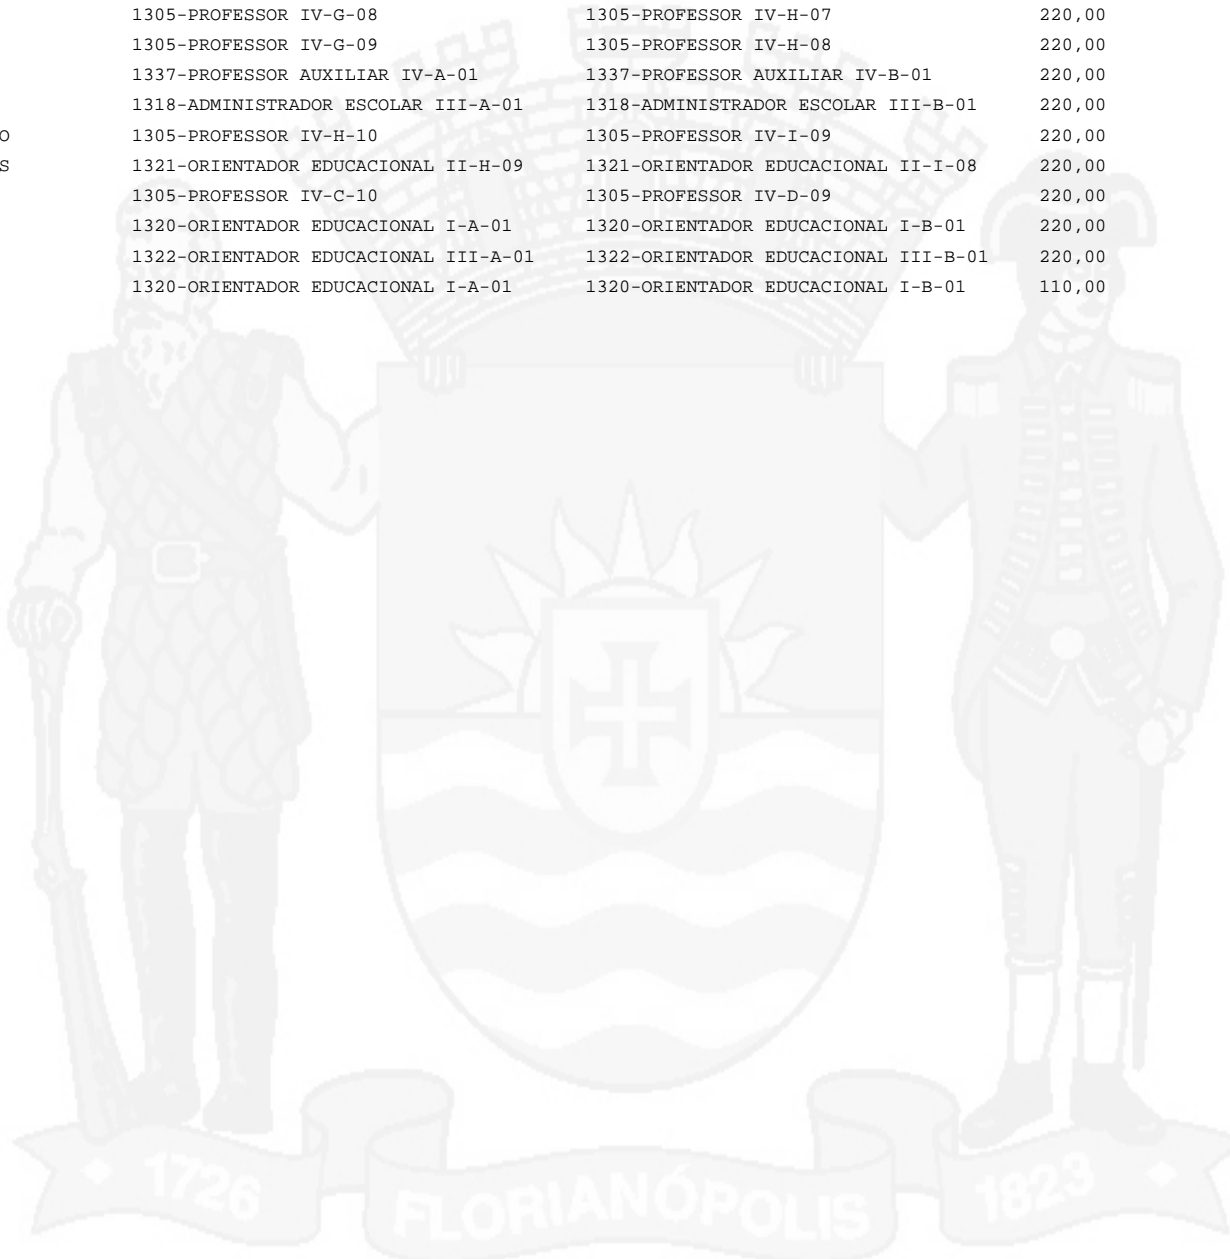 1305-PROFESSOR IV-G-08 1305-PROFESSOR IV-H-07 220,00
1305-PROFESSOR IV-G-09 1305-PROFESSOR IV-H-08 220,00
1337-PROFESSOR AUXILIAR IV-A-01 1337-PROFESSOR AUXILIAR IV-B-01 220,00
1318-ADMINISTRADOR ESCOLAR III-A-01 1318-ADMINISTRADOR ESCOLAR III-B-01 220,00
O 1305-PROFESSOR IV-H-10 1305-PROFESSOR IV-I-09 220,00
S 1321-ORIENTADOR EDUCACIONAL II-H-09 1321-ORIENTADOR EDUCACIONAL II-I-08 220,00
1305-PROFESSOR IV-C-10 1305-PROFESSOR IV-D-09 220,00
1320-ORIENTADOR EDUCACIONAL I-A-01 1320-ORIENTADOR EDUCACIONAL I-B-01 220,00
1322-ORIENTADOR EDUCACIONAL III-A-01 1322-ORIENTADOR EDUCACIONAL III-B-01 220,00
1320-ORIENTADOR EDUCACIONAL I-A-01 1320-ORIENTADOR EDUCACIONAL I-B-01 110,00
1726 FLORIANÓPOLIS 1823